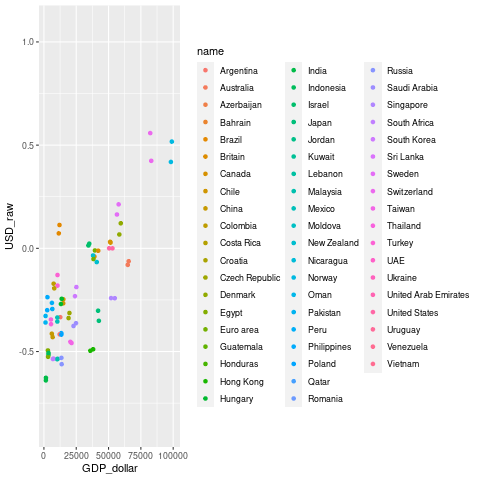 name
1.0
0.5
0.0
-0.5
USD_raw
0
25000
50000
75000
100000
GDP_dollar
Argentina
Australia
Azerbaijan
Bahrain
Brazil
Britain
Canada
Chile
China
Colombia
Costa Rica
Croatia
Czech Republic
Denmark
Egypt
Euro area
Guatemala
Honduras
Hong Kong
Hungary
India
Indonesia
Israel
Japan
Jordan
Kuwait
Lebanon
Malaysia
Mexico
Moldova
New Zealand
Nicaragua
Norway
Oman
Pakistan
Peru
Philippines
Poland
Qatar
Romania
Russia
Saudi Arabia
Singapore
South Africa
South Korea
Sri Lanka
Sweden
Switzerland
Taiwan
Thailand
Turkey
UAE
Ukraine
United Arab Emirates
United States
Uruguay
Venezuela
Vietnam